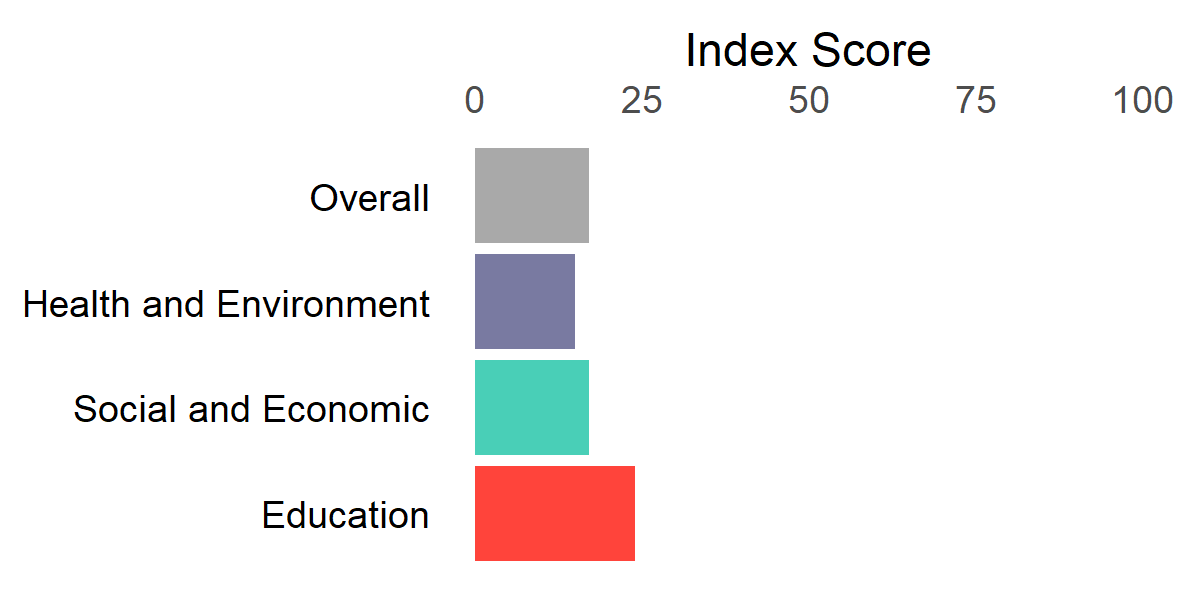 Index Score
0 25 50 75 100
Overall
Health and Environment
Social and Economic
Education